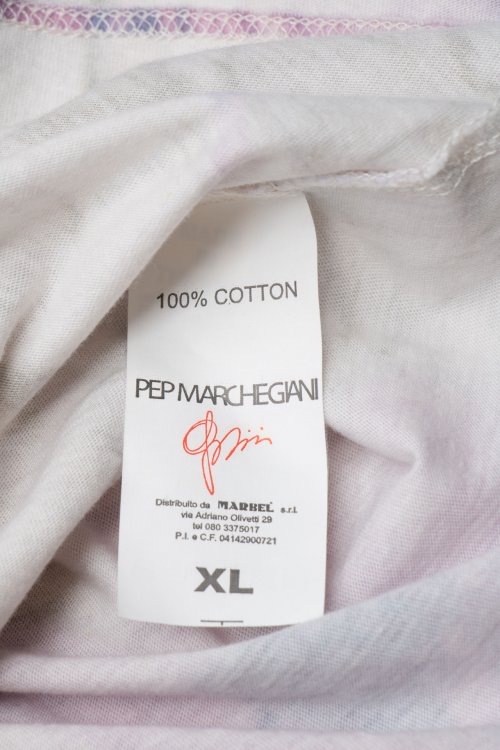 100% COTTON
PEP MARCHEGIANI
Distribuito da MARBEL s.r.l.
via Adriano Olivetti 29
tel 080 3375017
P.I. e C.F. 04142900721
XL